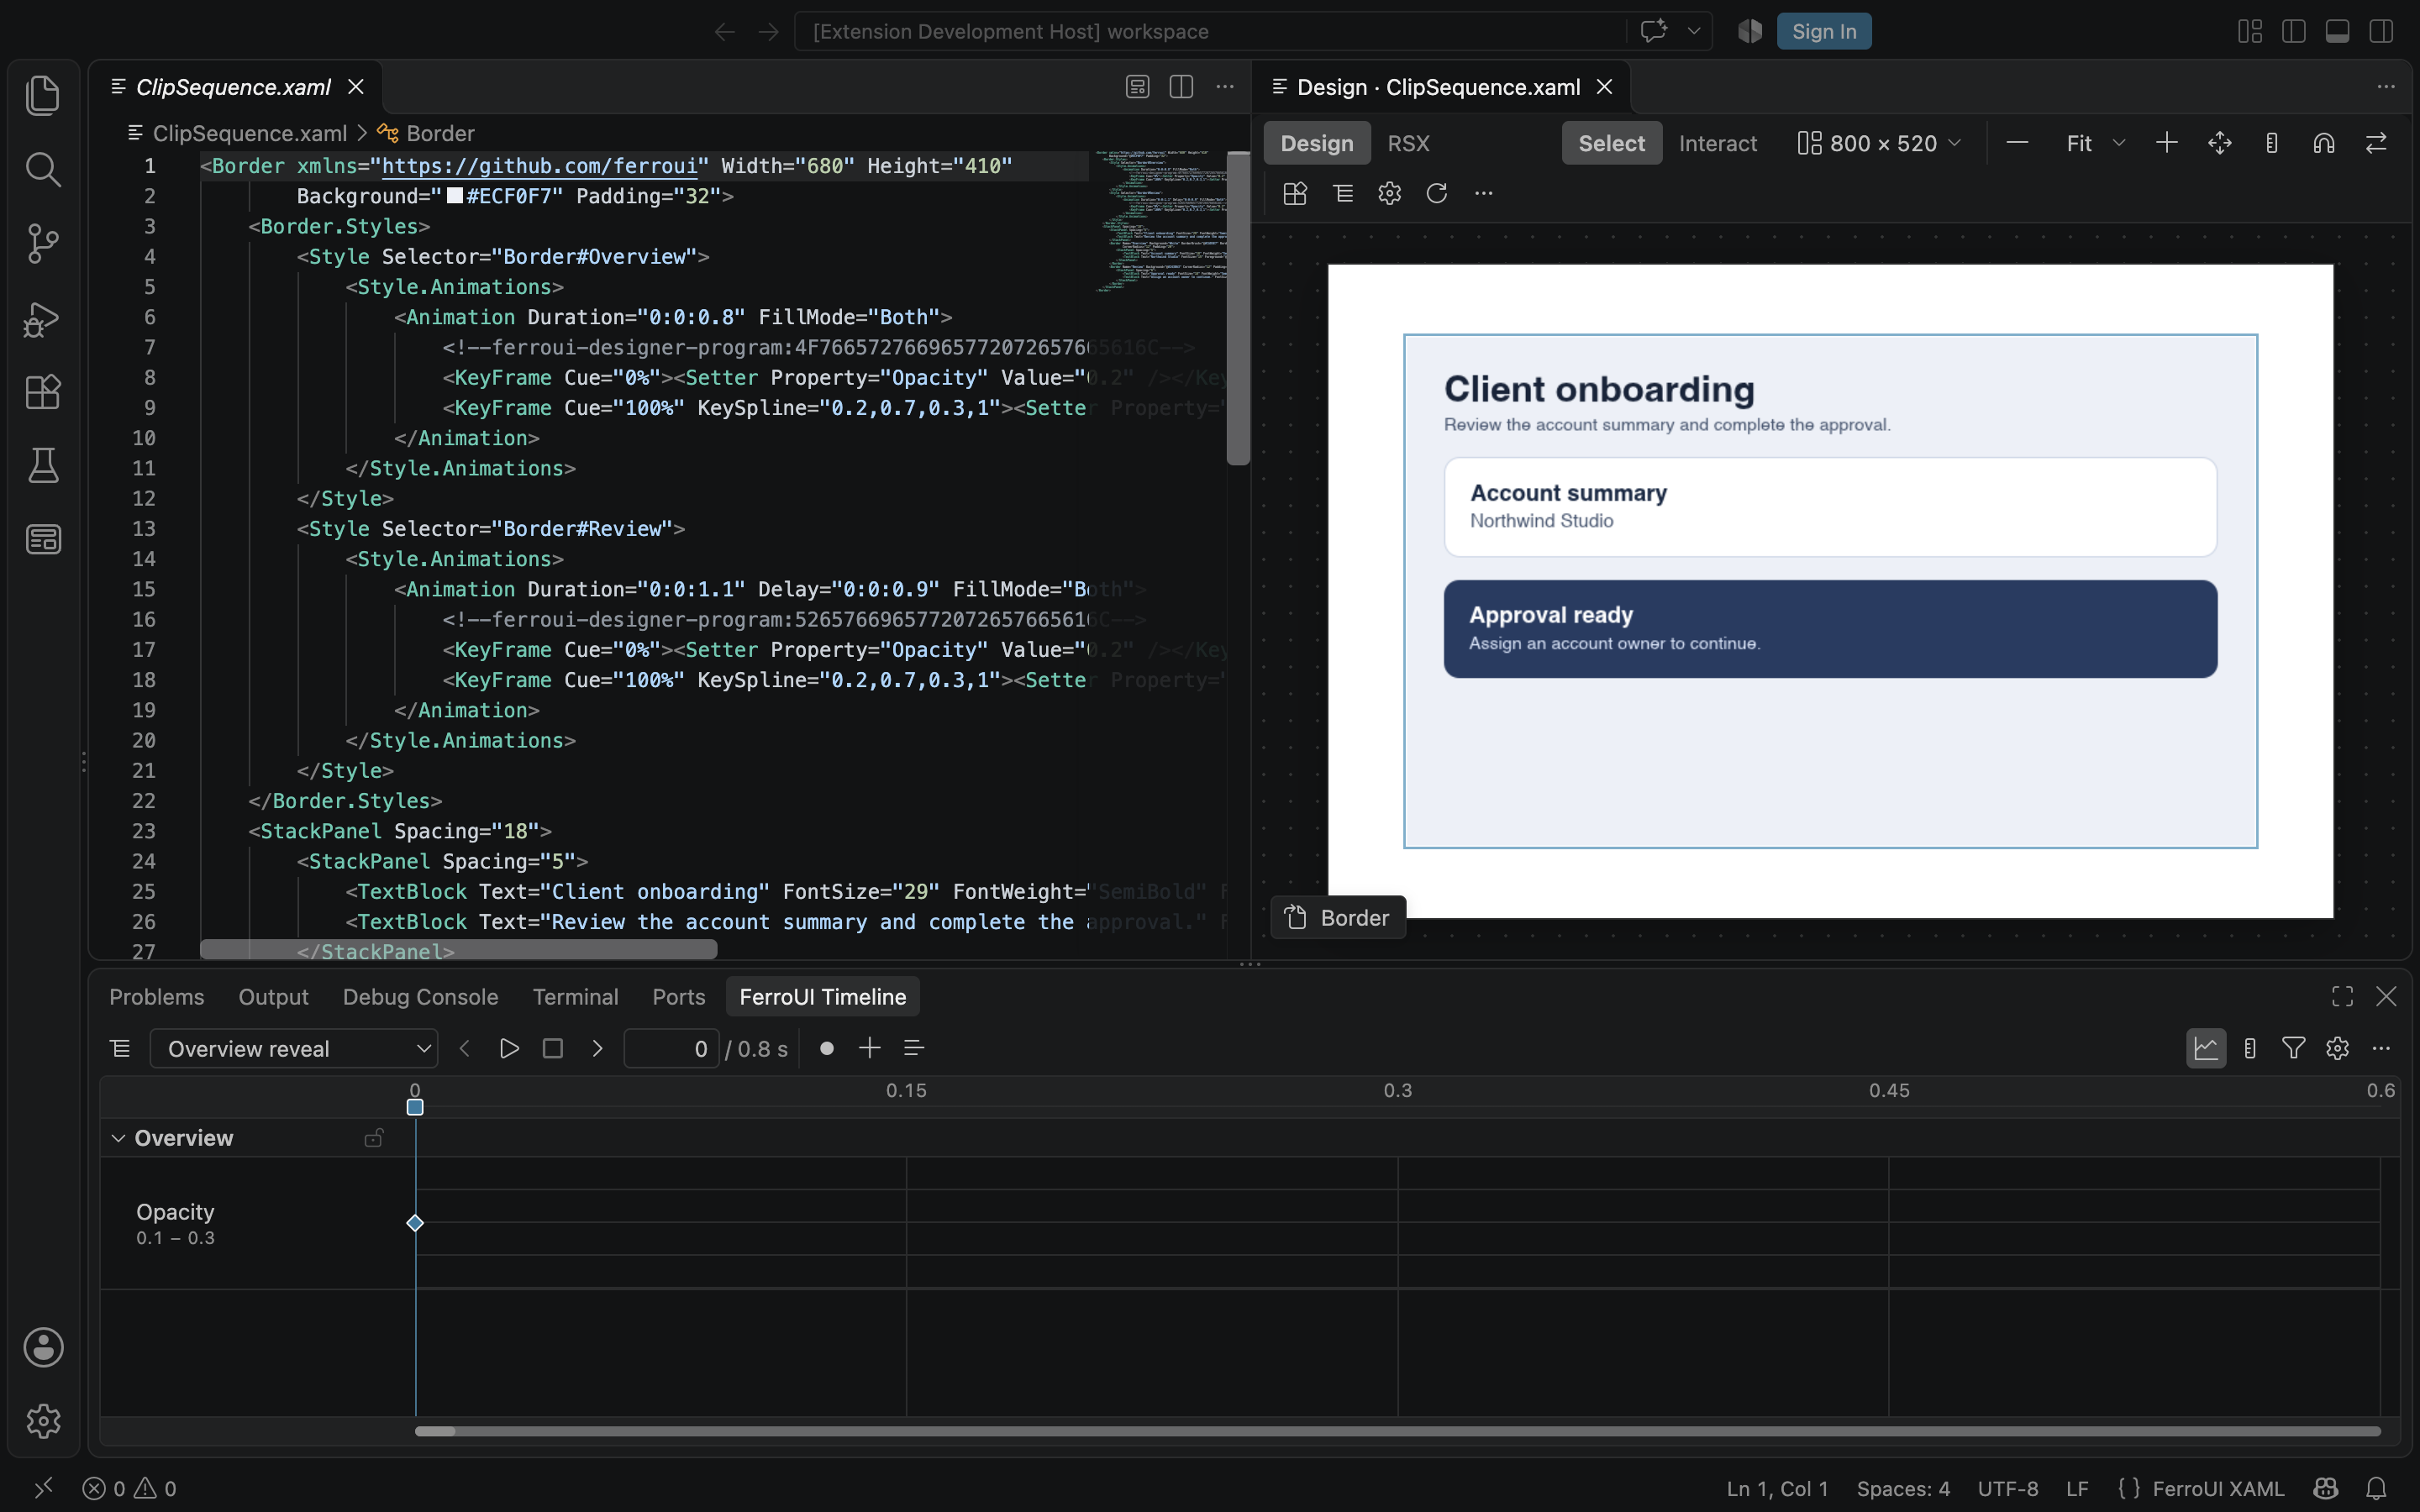 [Extension Development Host] workspace
Sign In
ClipSequence.xaml
Design · ClipSequence.xaml
ClipSequence.xaml > Border
Design RSX Select Interact 800 × 520 Fit
1 <Border xmlns="https://github.com/ferroui" Width="680" Height="410"
2 Background="#ECF0F7" Padding="32">
3 <Border.Styles>
4 <Style Selector="Border#Overview">
5 <Style.Animations>
6 <Animation Duration="0:0:0.8" FillMode="Both">
7 <!--ferroui-designer-program:4F766572766965772072657665616C-->
8 <KeyFrame Cue="0%"><Setter Property="Opacity" Value="0.2" /></Key
9 <KeyFrame Cue="100%" KeySpline="0.2,0.7,0.3,1"><Setter Property="
10 </Animation>
11 </Style.Animations>
12 </Style>
13 <Style Selector="Border#Review">
14 <Style.Animations>
15 <Animation Duration="0:0:1.1" Delay="0:0:0.9" FillMode="Both">
16 <!--ferroui-designer-program:5265766965772072657665616C-->
17 <KeyFrame Cue="0%"><Setter Property="Opacity" Value="0.2" /></Key
18 <KeyFrame Cue="100%" KeySpline="0.2,0.7,0.3,1"><Setter Property="
19 </Animation>
20 </Style.Animations>
21 </Style>
22 </Border.Styles>
23 <StackPanel Spacing="18">
24 <StackPanel Spacing="5">
25 <TextBlock Text="Client onboarding" FontSize="29" FontWeight="SemiBold" F
26 <TextBlock Text="Review the account summary and complete the approval." F
27 </StackPanel>
Client onboarding
Review the account summary and complete the approval.
Account summary
Northwind Studio
Approval ready
Assign an account owner to continue.
Border
Problems Output Debug Console Terminal Ports FerroUI Timeline
Overview reveal 0 / 0.8 s
0 0.15 0.3 0.45 0.6
Overview
Opacity
0.1 – 0.3
0 0 Ln 1, Col 1 Spaces: 4 UTF-8 LF { } FerroUI XAML